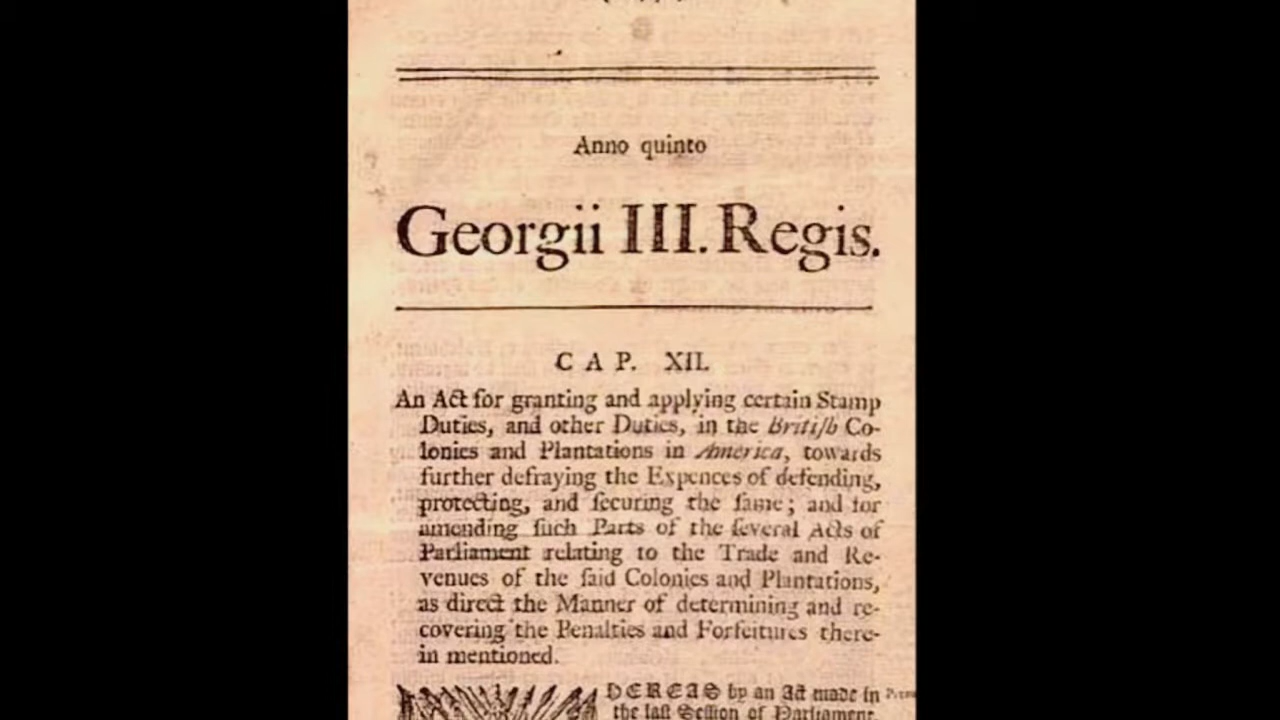 Anno quinto
Georgii III. Regis.
CAP. XII.
An Act for granting and applying certain Stamp
Duties, and other Duties, in the Britiſh Co-
lonies and Plantations in America, towards
further defraying the Expences of defending,
protecting, and ſecuring the ſame; and for
amending ſuch Parts of the ſeveral Acts of
Parliament relating to the Trade and Re-
venues of the ſaid Colonies and Plantations,
as direct the Manner of determining and re-
covering the Penalties and Forfeitures there-
in mentioned.
HEREAS by an Act made in
the laſt Seſſion of Parliament,